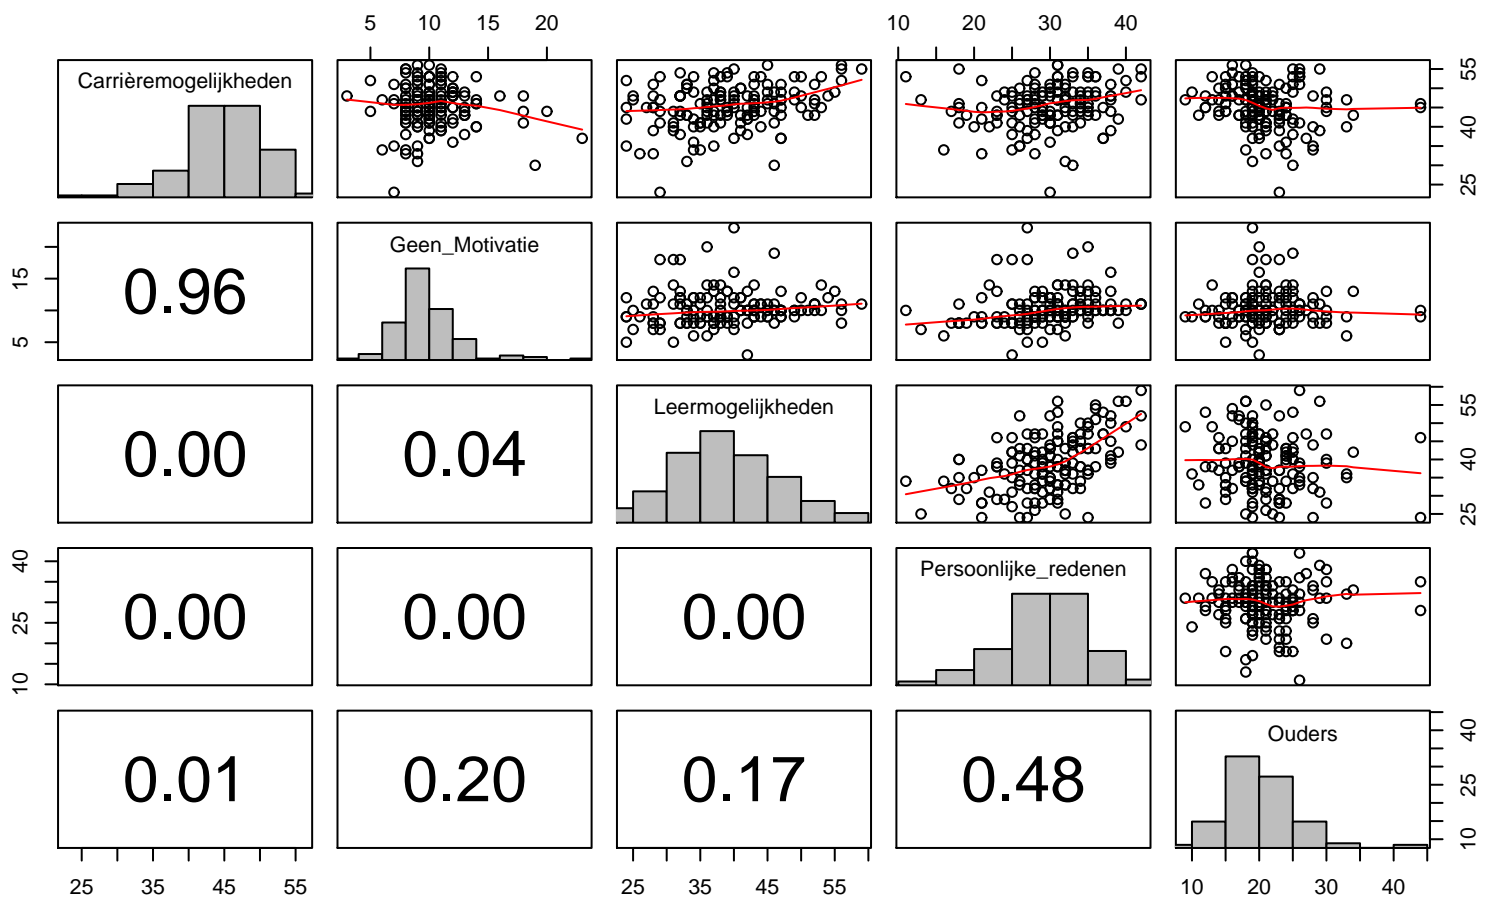 5 10 15 20 10 20 30 40
Carrièremogelijkheden
25 40 55
0.96
Geen_Motivatie
5 15
0.00
0.04
Leermogelijkheden
25 40 55
0.00
0.00
0.00
Persoonlijke_redenen
10 25 40
0.01
0.20
0.17
0.48
Ouders
10 25 40
25 35 45 55 25 35 45 55 10 20 30 40